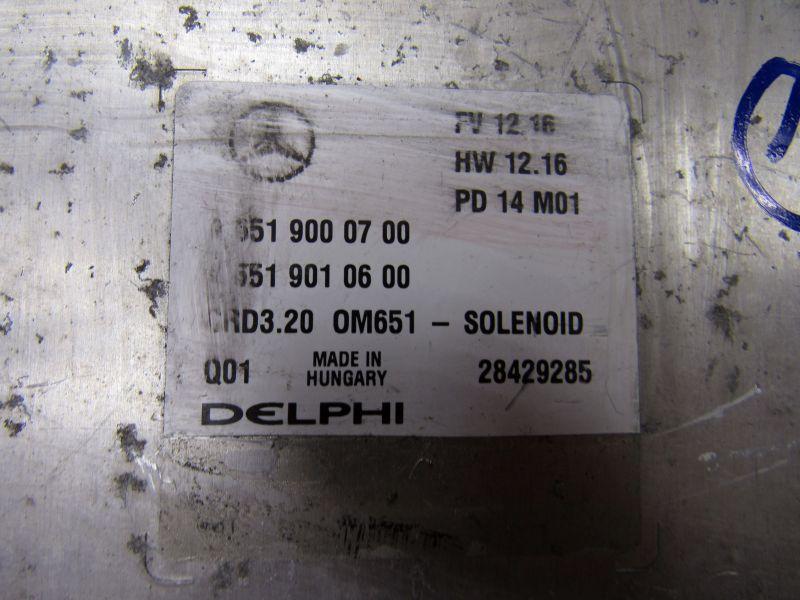 FV 12.16
HW 12.16
PD 14 M01
A 651 900 07 00
651 901 06 00
CRD3.20 OM651 – SOLENOID
Q01 MADE IN HUNGARY 28429285
DELPHI